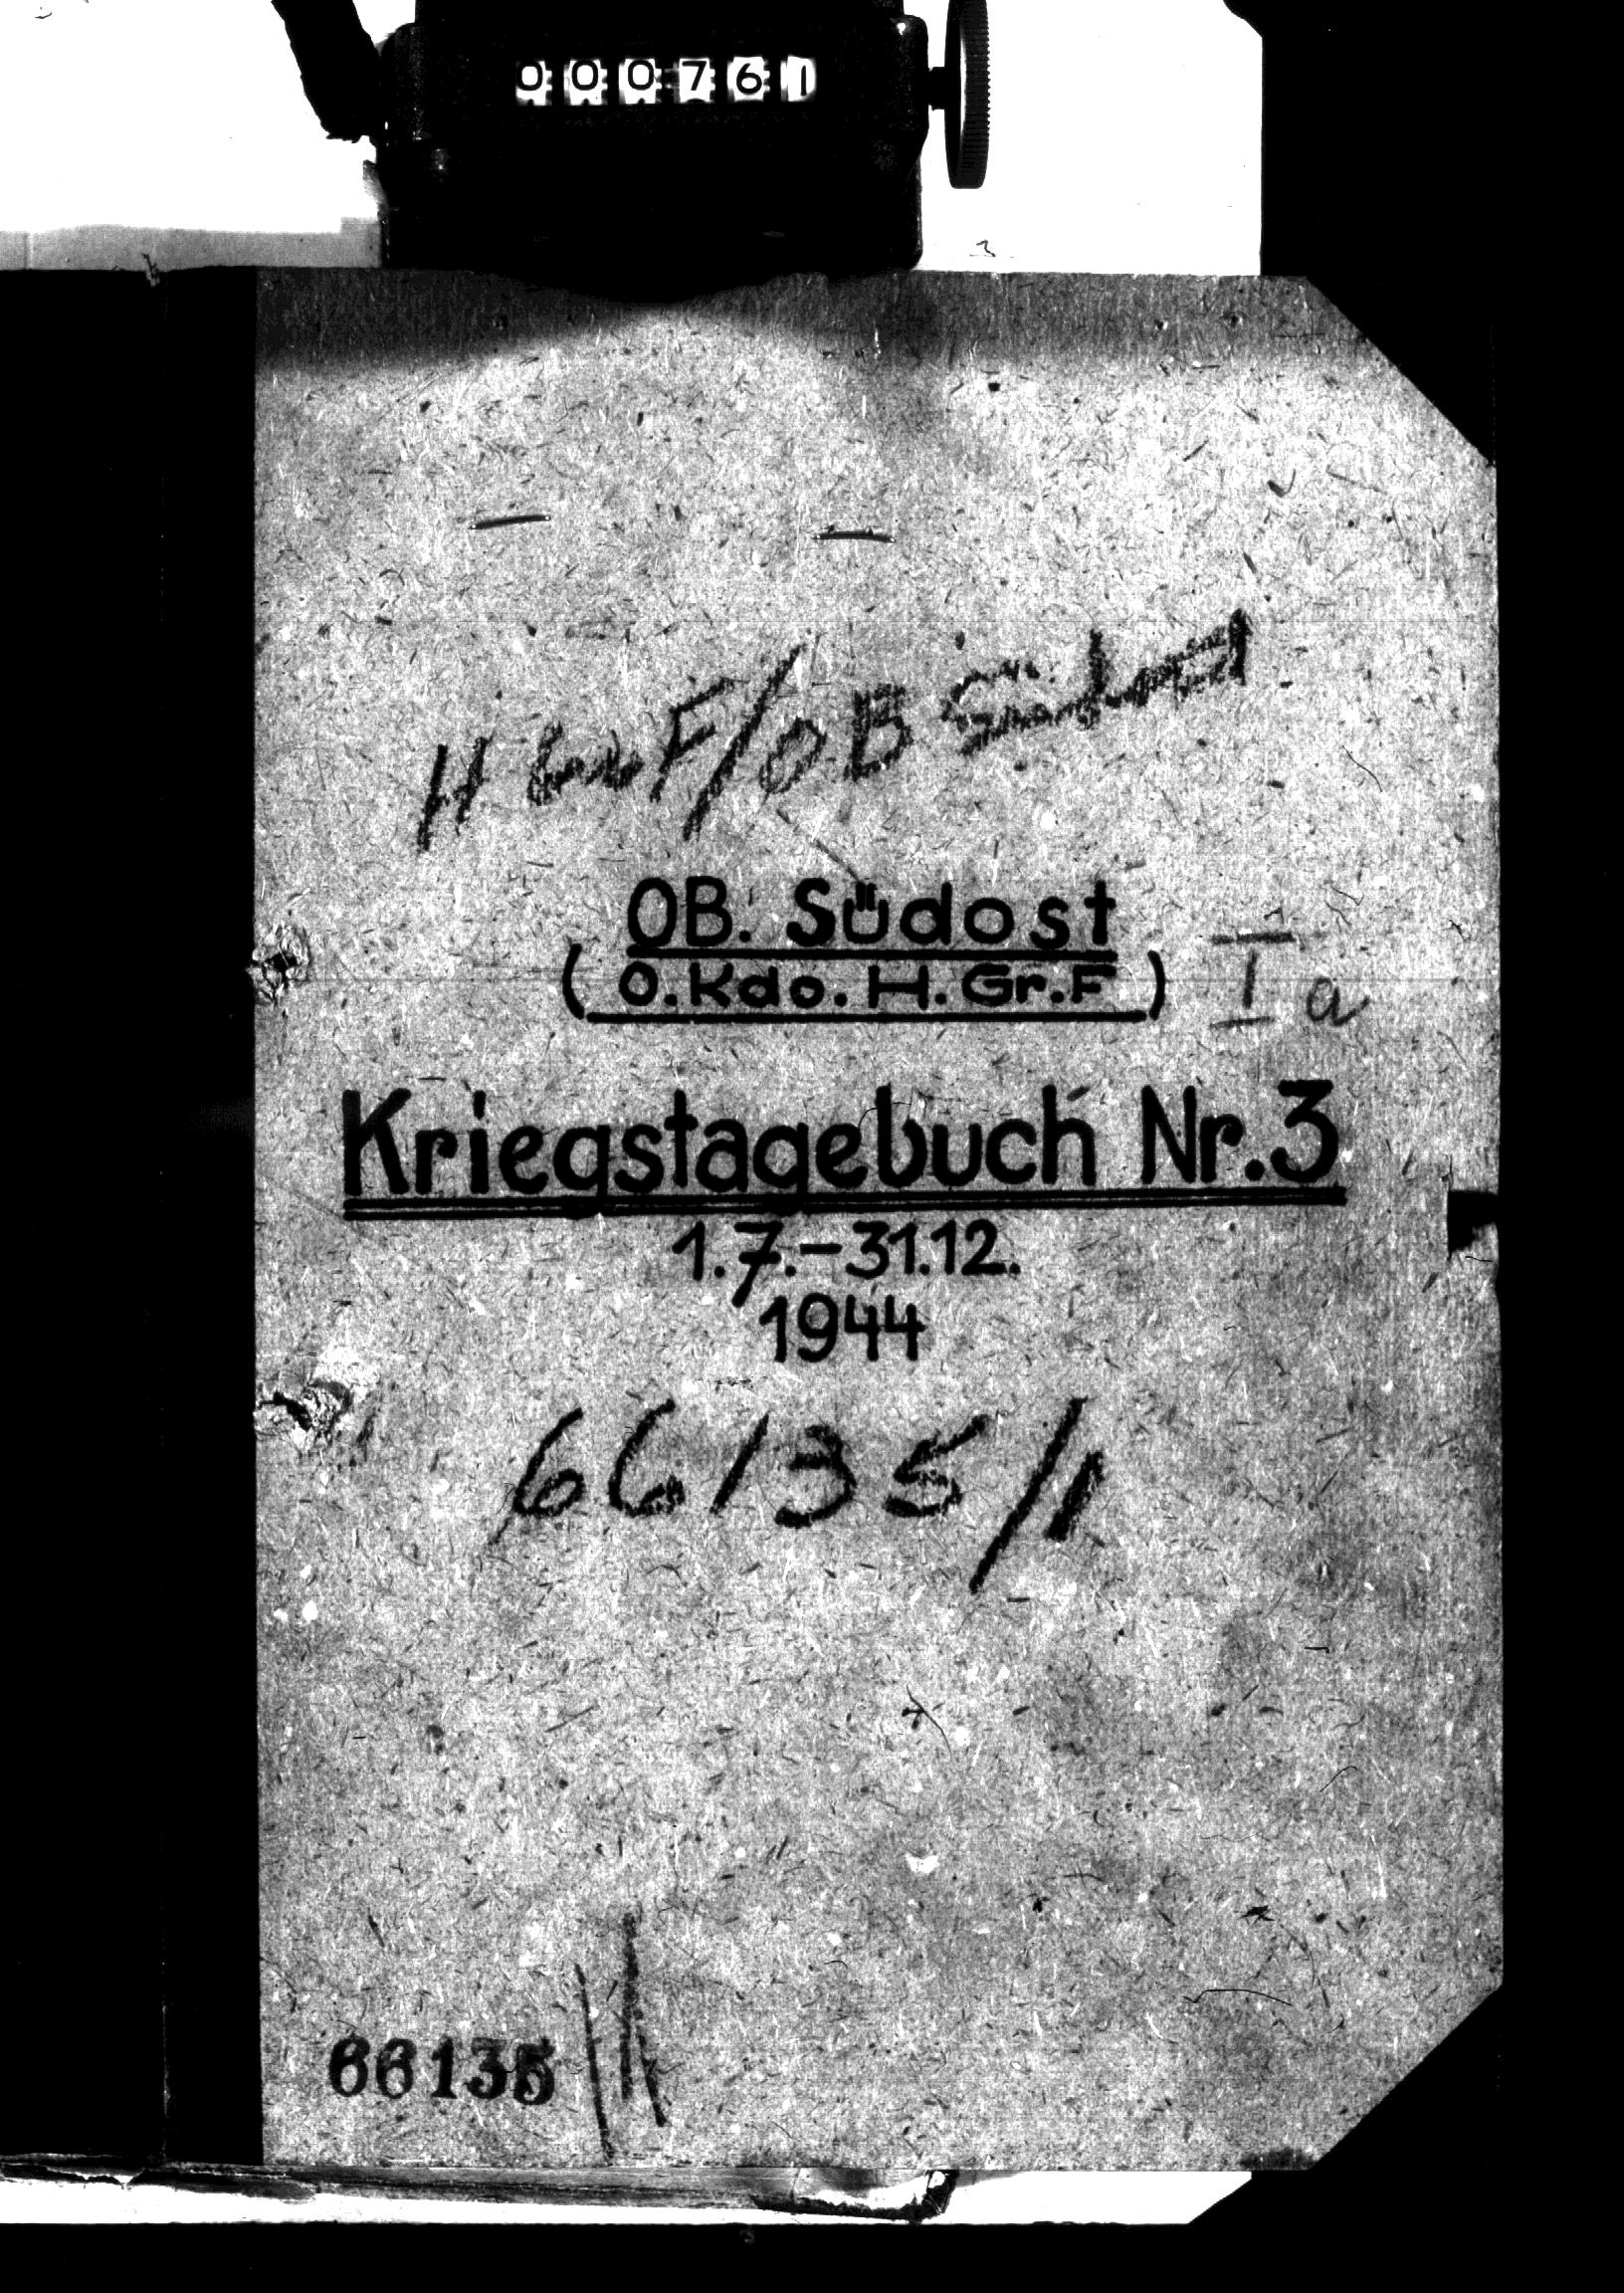 000761
H Gr F/OB Südost
OB. Südost
(O.Kdo.H.Gr.F) Ia
Kriegstagebuch Nr.3
1.7.-31.12.
1944
66135/1
66135